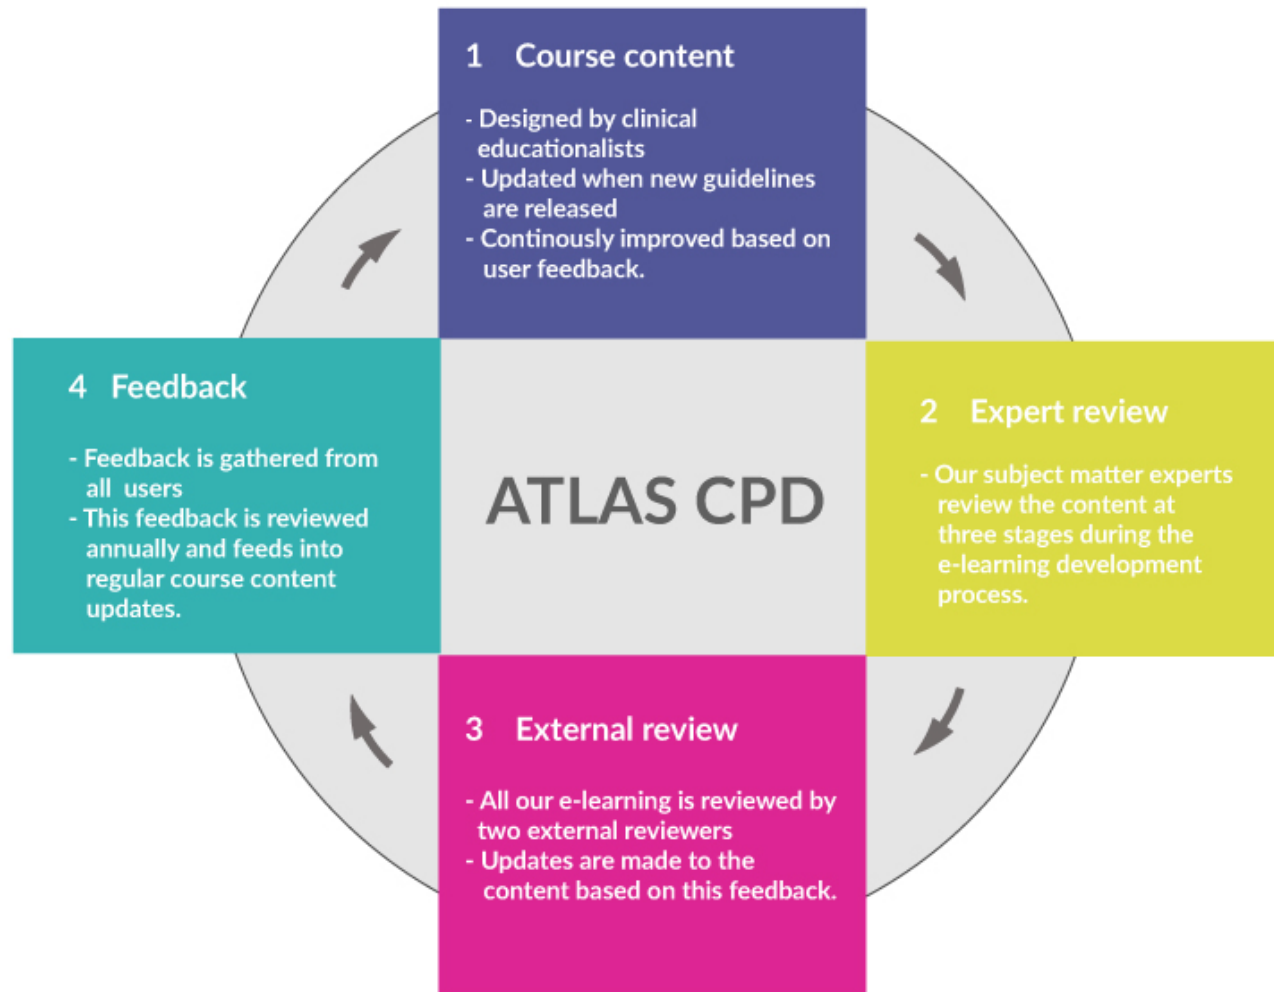 1 Course content
- Designed by clinical
educationalists
- Updated when new guidelines
are released
- Continously improved based on
user feedback.
4 Feedback
- Feedback is gathered from
all users
- This feedback is reviewed
annually and feeds into
regular course content
updates.
ATLAS CPD
2 Expert review
- Our subject matter experts
review the content at
three stages during the
e-learning development
process.
3 External review
- All our e-learning is reviewed by
two external reviewers
- Updates are made to the
content based on this feedback.